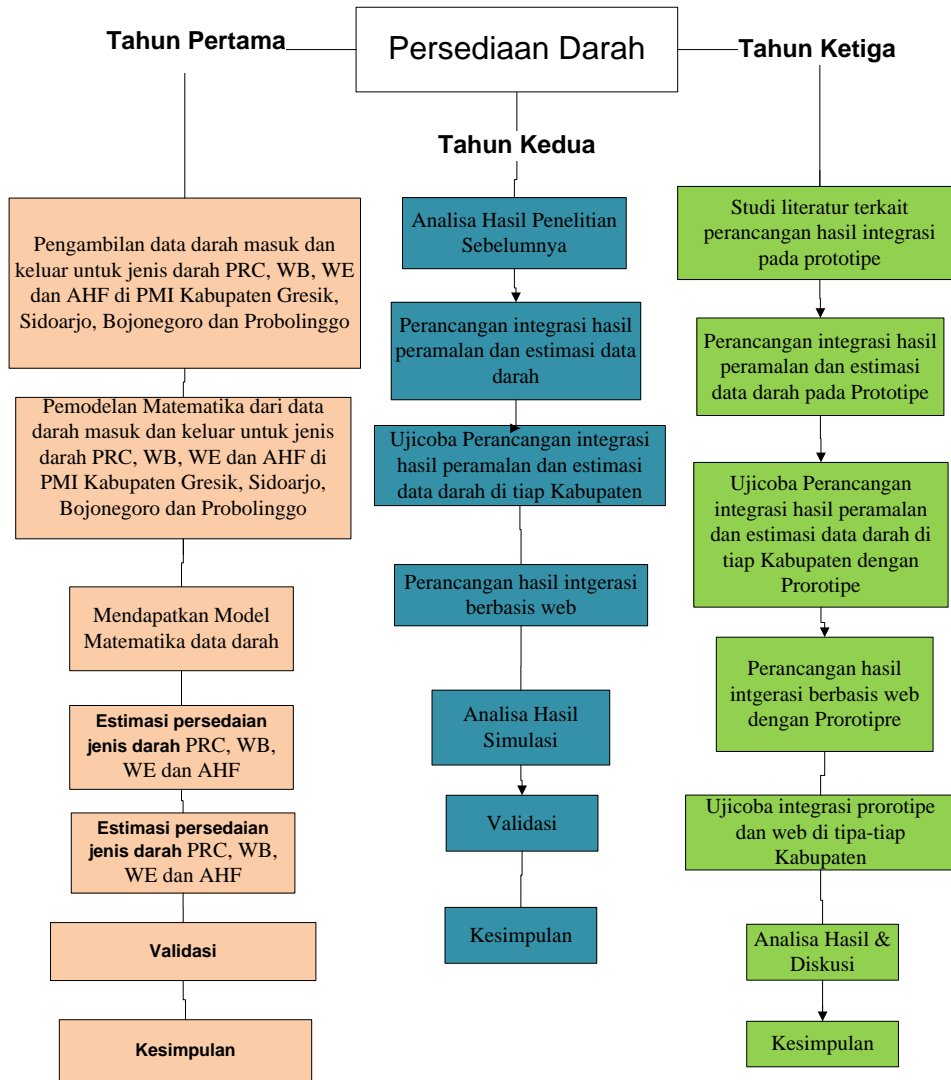 Persediaan Darah
Tahun Pertama
Pengambilan data darah masuk dan
keluar untuk jenis darah PRC, WB, WE
dan AHF di PMI Kabupaten Gresik,
Sidoarjo, Bojonegoro dan Probolinggo
Pemodelan Matematika dari data
darah masuk dan keluar untuk jenis
darah PRC, WB, WE dan AHF di
PMI Kabupaten Gresik, Sidoarjo,
Bojonegoro dan Probolinggo
Mendapatkan Model
Matematika data darah
Estimasi persedaian
jenis darah PRC, WB,
WE dan AHF
Estimasi persedaian
jenis darah PRC, WB,
WE dan AHF
Validasi
Kesimpulan
Tahun Kedua
Analisa Hasil Penelitian
Sebelumnya
Perancangan integrasi hasil
peramalan dan estimasi data
darah
Ujicoba Perancangan integrasi
hasil peramalan dan estimasi
data darah di tiap Kabupaten
Perancangan hasil intgerasi
berbasis web
Analisa Hasil
Simulasi
Validasi
Kesimpulan
Tahun Ketiga
Studi literatur terkait
perancangan hasil integrasi
pada prototipe
Perancangan integrasi hasil
peramalan dan estimasi
data darah pada Prototipe
Ujicoba Perancangan
integrasi hasil peramalan
dan estimasi data darah di
tiap Kabupaten dengan
Prorotipe
Perancangan hasil
intgerasi berbasis web
dengan Prorotipre
Ujicoba integrasi prorotipe
dan web di tipa-tiap
Kabupaten
Analisa Hasil &
Diskusi
Kesimpulan